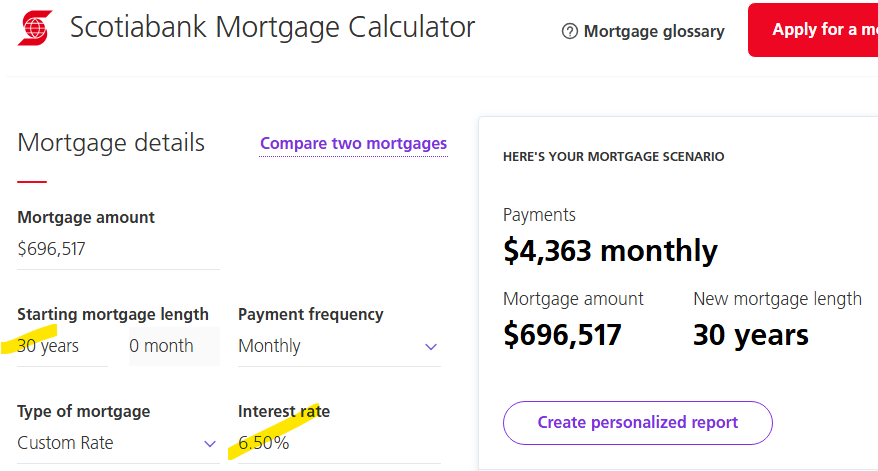 Scotiabank Mortgage Calculator
Mortgage glossary
Apply for a
Mortgage details
Compare two mortgages
Mortgage amount
$696,517
Starting mortgage length
Payment frequency
30 years
0 month
Monthly
Type of mortgage
Interest rate
Custom Rate
6.50%
HERE'S YOUR MORTGAGE SCENARIO
Payments
$4,363 monthly
Mortgage amount
New mortgage length
$696,517
30 years
Create personalized report